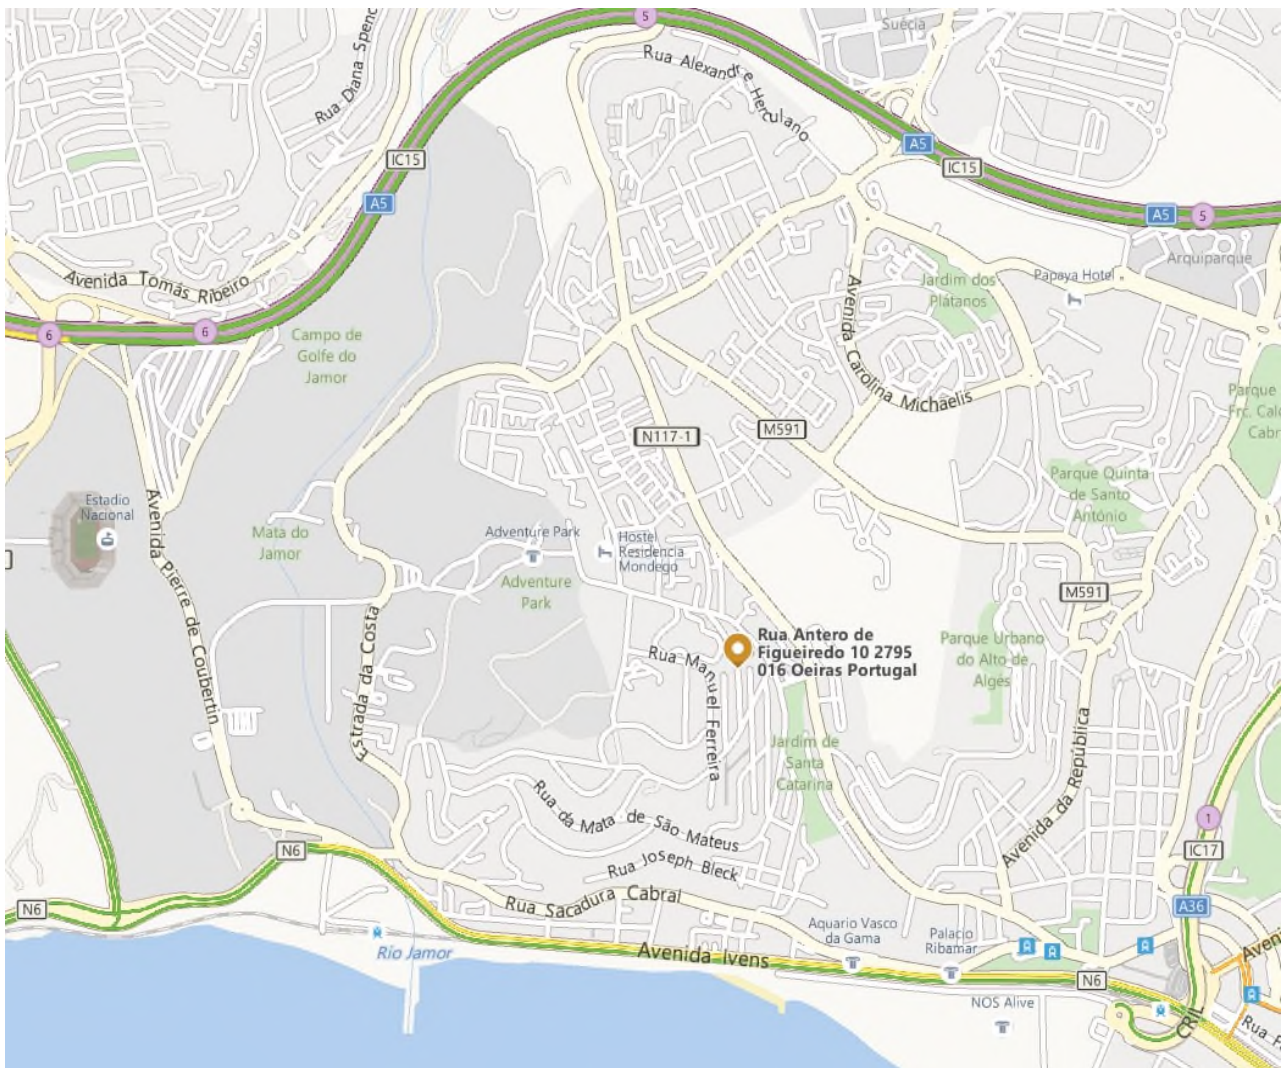 5
Suécia
Rua Alexandre Herculano
Rua Diana Spenc
IC15
A5
A5
IC15
A5
5
Arquiparque
Avenida Tomás Ribeiro
Jardim dos
Plátanos
Papaya Hotel
6
6
Campo de
Golfe do
Jamor
Avenida Carolina Michaëlis
Parque
Frc. Calo
Cabr
N117-1
M591
Parque Quinta
de Santo
António
Estadio
Nacional
Avenida Pierre de Coubertin
Mata do
Jamor
Adventure Park
Hostel
Residencia
Mondego
Adventure
Park
M591
Estrada da Costa
Rua Manuel Ferreira
Rua Antero de
Figueiredo 10 2795
016 Oeiras Portugal
Parque Urbano
do Alto de
Algés
Jardim de
Santa
Catarina
Avenida da República
Rua da Mata de São Mateus
1
IC17
N6
Rua Joseph Bleck
Rua Sacadura Cabral
N6
A36
Aquario Vasco
da Gama
Palacio
Ribamar
Rio Jamor
Avenida Ivens
Aveni
N6
NOS Alive
CRIL
Rua F